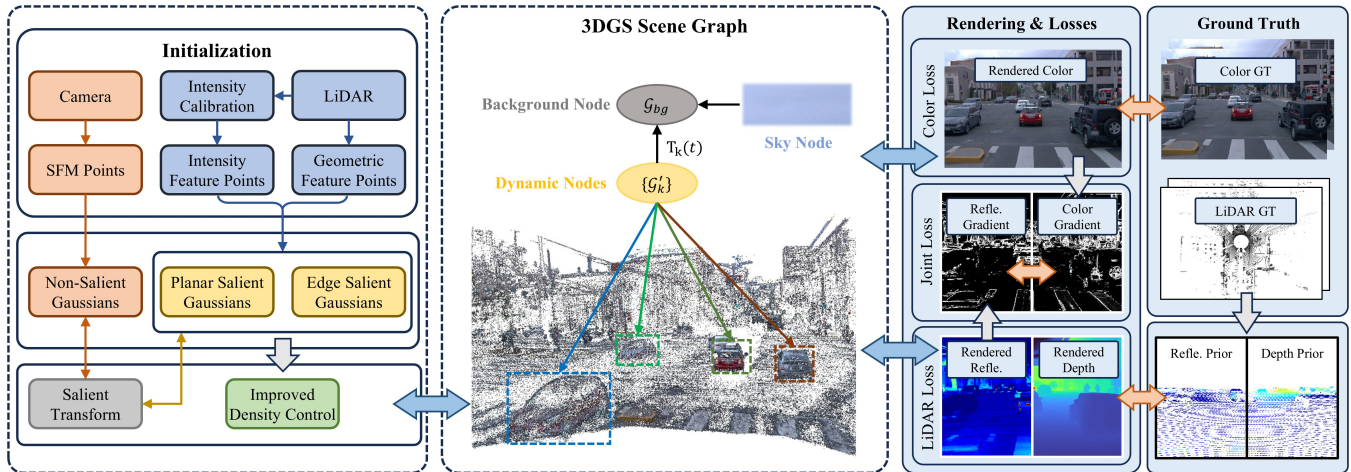 Initialization
Camera
Intensity
Calibration
LiDAR
SFM Points
Intensity
Feature Points
Geometric
Feature Points
Non-Salient
Gaussians
Planar Salient
Gaussians
Edge Salient
Gaussians
Salient
Transform
Improved
Density Control
3DGS Scene Graph
Background Node
𝒢bg
Sky Node
Tk(t)
Dynamic Nodes
{𝒢′k}
Rendering & Losses
Color Loss
Rendered Color
Joint Loss
Refle.
Gradient
Color
Gradient
LiDAR Loss
Rendered
Refle.
Rendered
Depth
Ground Truth
Color GT
LiDAR GT
Refle. Prior
Depth Prior